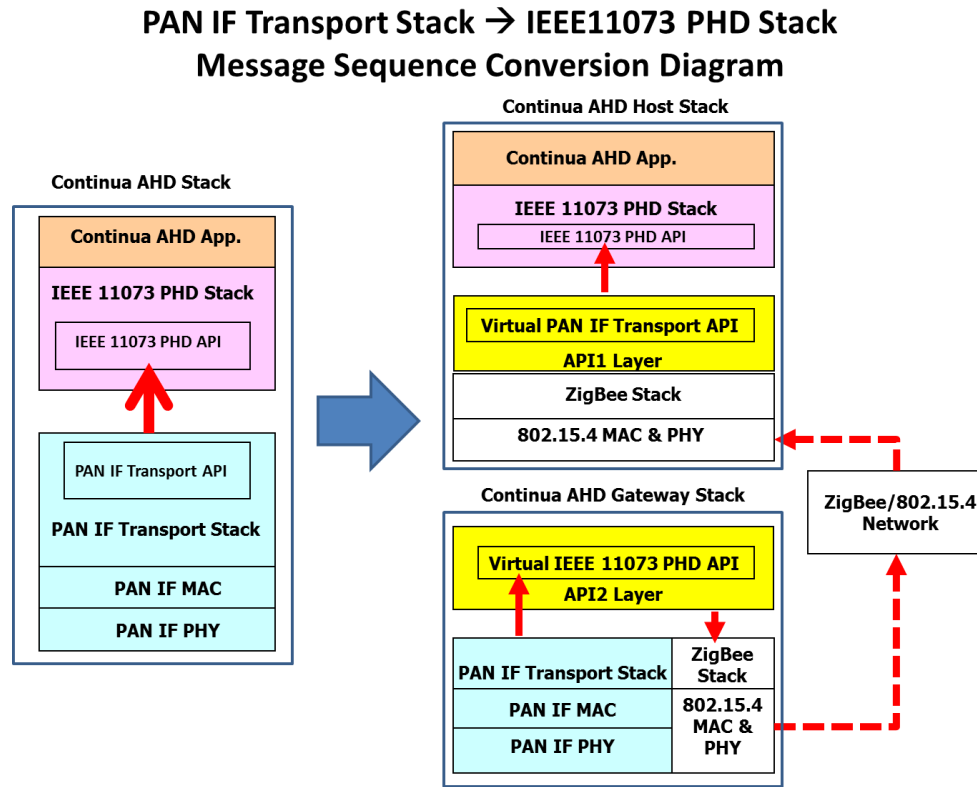 PAN IF Transport Stack → IEEE11073 PHD Stack
Message Sequence Conversion Diagram
Continua AHD Stack
Continua AHD App.
IEEE 11073 PHD Stack
IEEE 11073 PHD API
PAN IF Transport API
PAN IF Transport Stack
PAN IF MAC
PAN IF PHY
Continua AHD Host Stack
Continua AHD App.
IEEE 11073 PHD Stack
IEEE 11073 PHD API
Virtual PAN IF Transport API
API1 Layer
ZigBee Stack
802.15.4 MAC & PHY
Continua AHD Gateway Stack
Virtual IEEE 11073 PHD API
API2 Layer
PAN IF Transport Stack
PAN IF MAC
PAN IF PHY
ZigBee
Stack
802.15.4
MAC &
PHY
ZigBee/802.15.4
Network